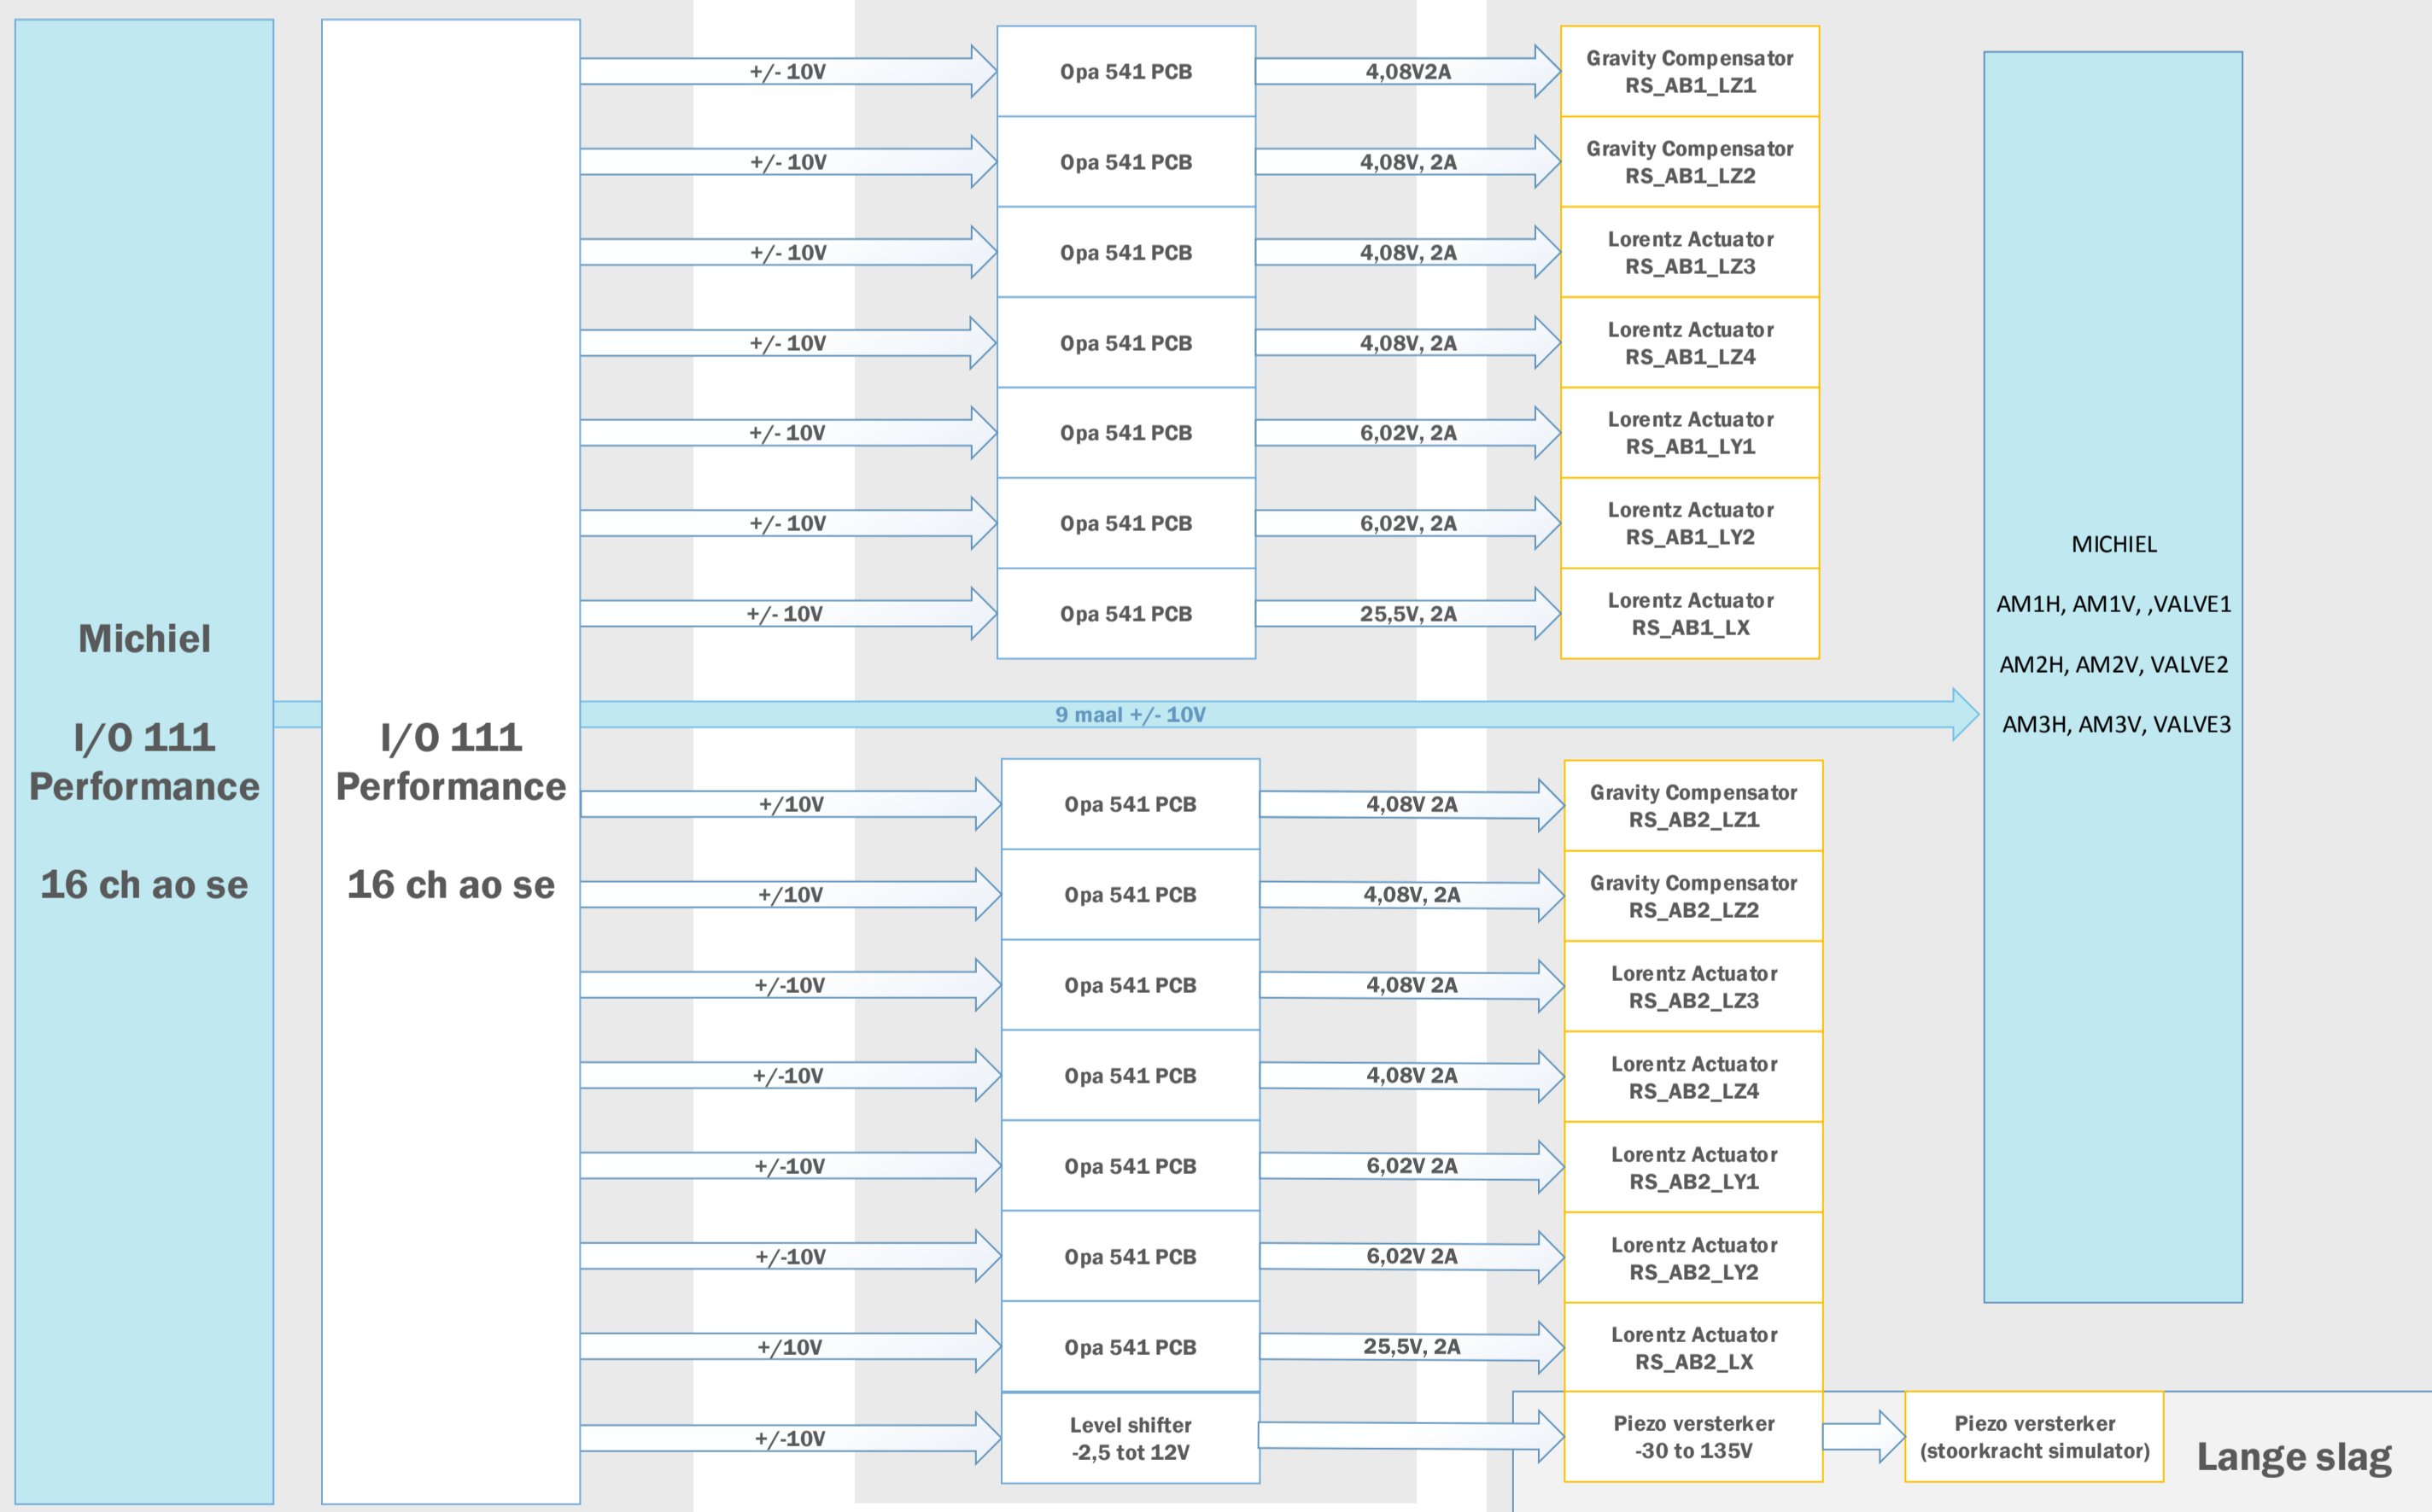 Michiel
I/O 111
Performance
16 ch ao se
I/O 111
Performance
16 ch ao se
+/- 10V
Opa 541 PCB
4,08V2A
Gravity Compensator
RS_AB1_LZ1
+/- 10V
Opa 541 PCB
4,08V, 2A
Gravity Compensator
RS_AB1_LZ2
+/- 10V
Opa 541 PCB
4,08V, 2A
Lorentz Actuator
RS_AB1_LZ3
+/- 10V
Opa 541 PCB
4,08V, 2A
Lorentz Actuator
RS_AB1_LZ4
+/- 10V
Opa 541 PCB
6,02V, 2A
Lorentz Actuator
RS_AB1_LY1
+/- 10V
Opa 541 PCB
6,02V, 2A
Lorentz Actuator
RS_AB1_LY2
+/- 10V
Opa 541 PCB
25,5V, 2A
Lorentz Actuator
RS_AB1_LX
9 maal +/- 10V
MICHIEL
AM1H, AM1V, ,VALVE1
AM2H, AM2V, VALVE2
AM3H, AM3V, VALVE3
+/10V
Opa 541 PCB
4,08V 2A
Gravity Compensator
RS_AB2_LZ1
+/10V
Opa 541 PCB
4,08V, 2A
Gravity Compensator
RS_AB2_LZ2
+/-10V
Opa 541 PCB
4,08V 2A
Lorentz Actuator
RS_AB2_LZ3
+/-10V
Opa 541 PCB
4,08V 2A
Lorentz Actuator
RS_AB2_LZ4
+/-10V
Opa 541 PCB
6,02V 2A
Lorentz Actuator
RS_AB2_LY1
+/-10V
Opa 541 PCB
6,02V 2A
Lorentz Actuator
RS_AB2_LY2
+/10V
Opa 541 PCB
25,5V, 2A
Lorentz Actuator
RS_AB2_LX
+/-10V
Level shifter
-2,5 tot 12V
Piezo versterker
-30 to 135V
Piezo versterker
(stoorkracht simulator)
Lange slag